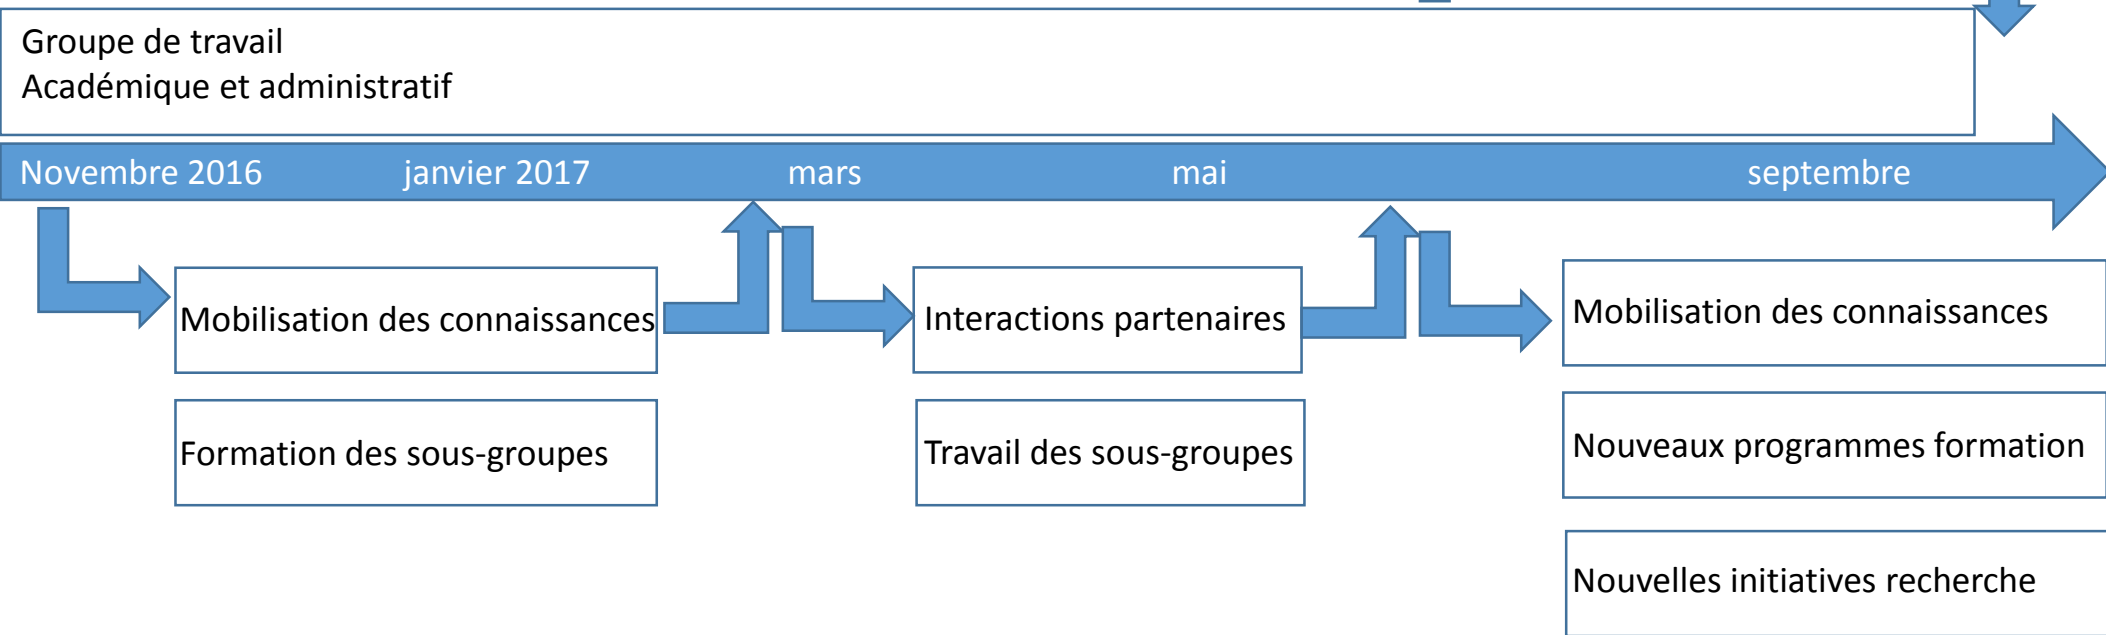 Groupe de travail
Académique et administratif
Novembre 2016 janvier 2017 mars mai septembre
Mobilisation des connaissances
Interactions partenaires
Mobilisation des connaissances
Formation des sous-groupes
Travail des sous-groupes
Nouveaux programmes formation
Nouvelles initiatives recherche